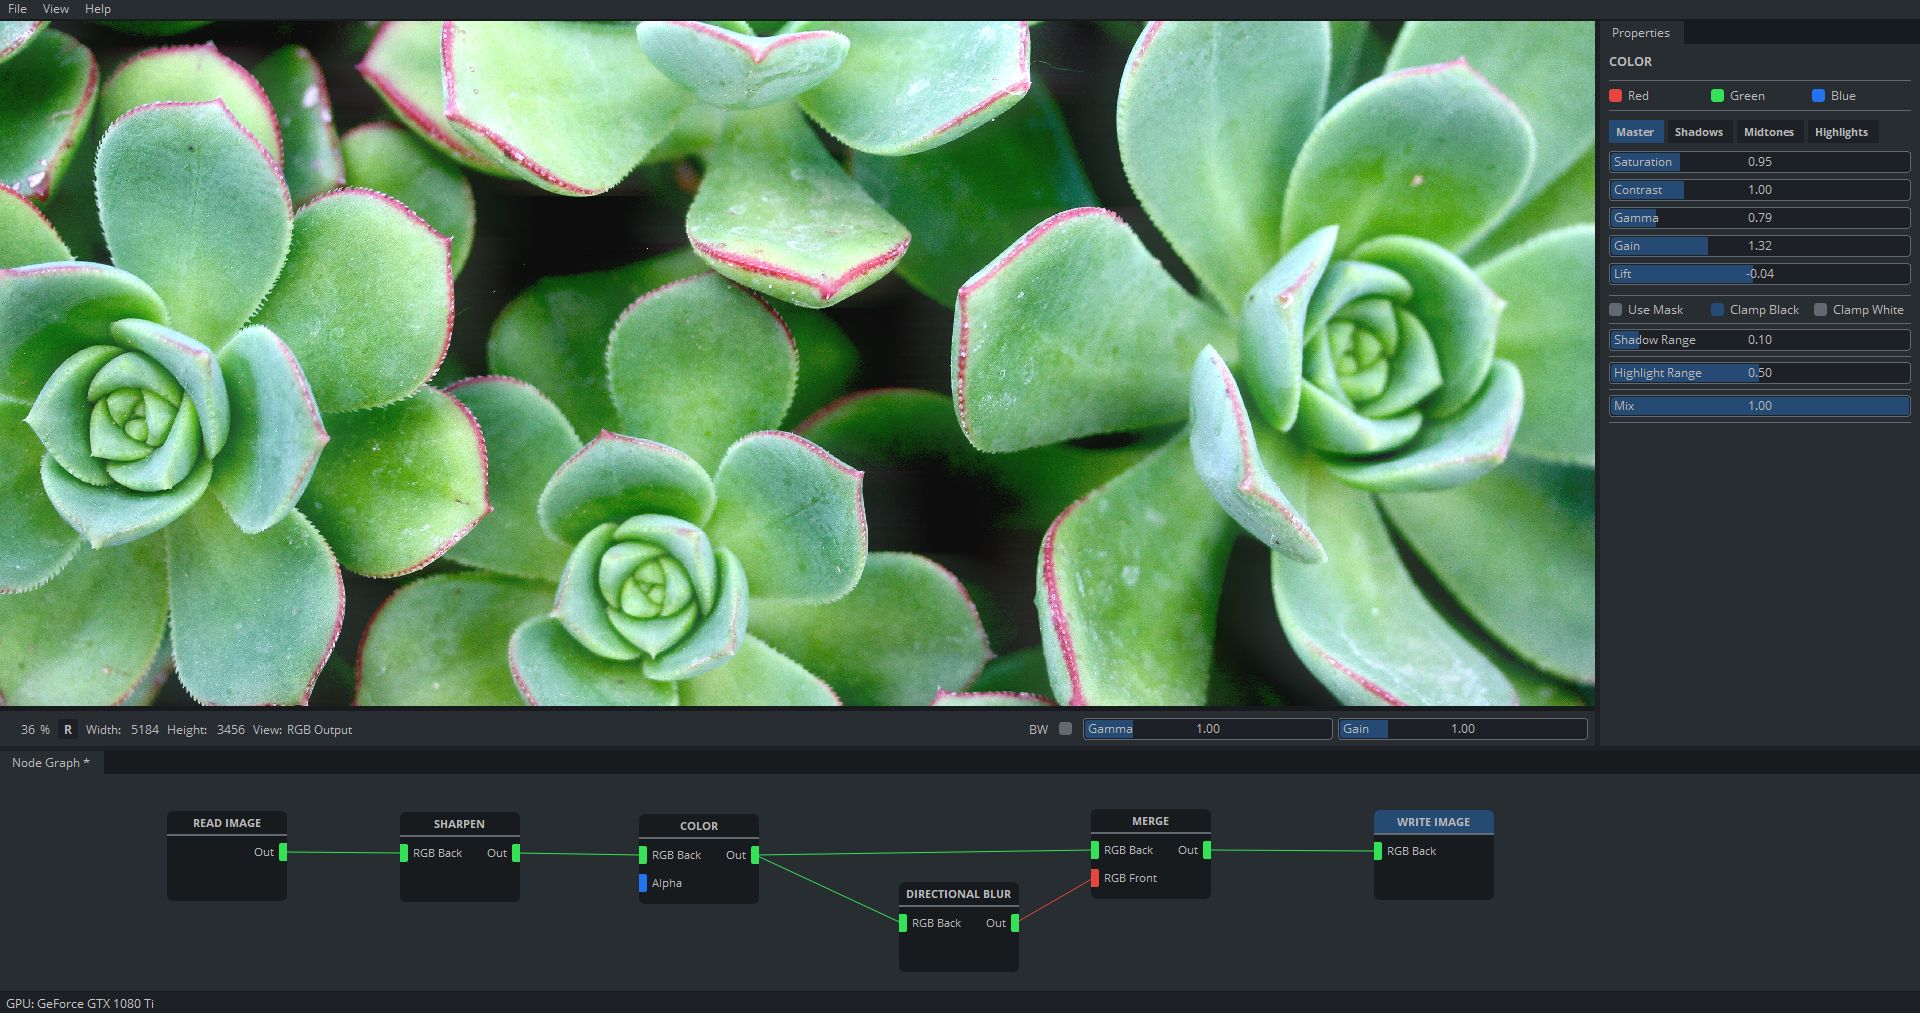 File View Help
Properties
COLOR
Red Green Blue
Master Shadows Midtones Highlights
Saturation 0.95
Contrast 1.00
Gamma 0.79
Gain 1.32
Lift -0.04
Use Mask Clamp Black Clamp White
Shadow Range 0.10
Highlight Range 0.50
Mix 1.00
36 % R Width: 5184 Height: 3456 View: RGB Output BW Gamma 1.00 Gain 1.00
Node Graph *
READ IMAGE
Out
SHARPEN
RGB Back Out
COLOR
RGB Back Out
Alpha
DIRECTIONAL BLUR
RGB Back Out
MERGE
RGB Back Out
RGB Front
WRITE IMAGE
RGB Back
GPU: GeForce GTX 1080 Ti